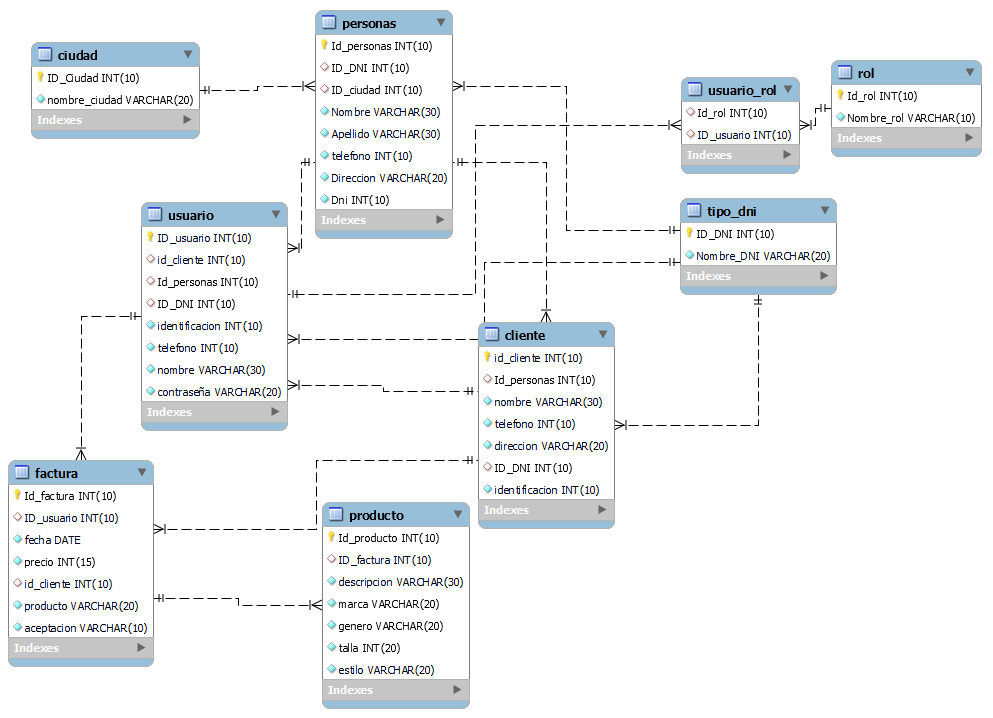 ciudad
ID_Ciudad INT(10)
nombre_ciudad VARCHAR(20)
Indexes
personas
Id_personas INT(10)
ID_DNI INT(10)
ID_ciudad INT(10)
Nombre VARCHAR(30)
Apellido VARCHAR(30)
telefono INT(10)
Direccion VARCHAR(20)
Dni INT(10)
Indexes
usuario_rol
Id_rol INT(10)
ID_usuario INT(10)
Indexes
rol
Id_rol INT(10)
Nombre_rol VARCHAR(10)
Indexes
usuario
ID_usuario INT(10)
id_cliente INT(10)
Id_personas INT(10)
ID_DNI INT(10)
identificacion INT(10)
telefono INT(10)
nombre VARCHAR(30)
contraseña VARCHAR(20)
Indexes
tipo_dni
ID_DNI INT(10)
Nombre_DNI VARCHAR(20)
Indexes
cliente
id_cliente INT(10)
Id_personas INT(10)
nombre VARCHAR(30)
telefono INT(10)
direccion VARCHAR(20)
ID_DNI INT(10)
identificacion INT(10)
Indexes
factura
Id_factura INT(10)
ID_usuario INT(10)
fecha DATE
precio INT(15)
id_cliente INT(10)
producto VARCHAR(20)
aceptacion VARCHAR(10)
Indexes
producto
Id_producto INT(10)
ID_factura INT(10)
descripcion VARCHAR(30)
marca VARCHAR(20)
genero VARCHAR(20)
talla INT(20)
estilo VARCHAR(20)
Indexes